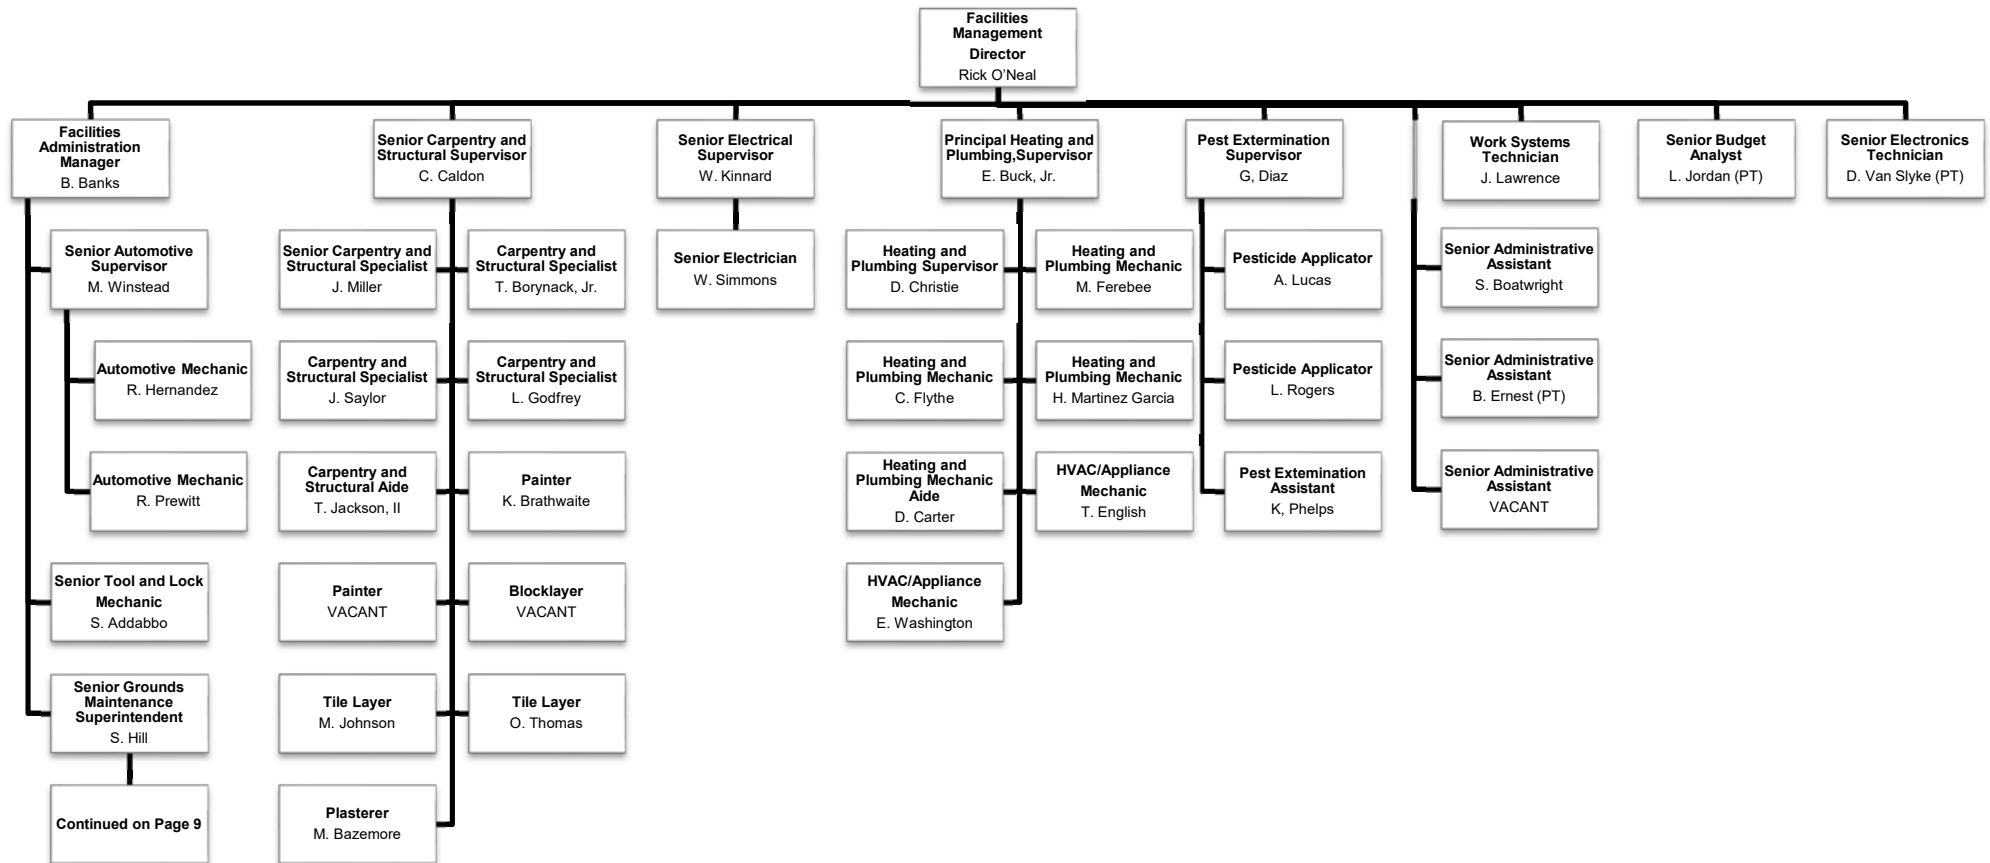 Facilities
Management
Director
Rick O’Neal
Facilities
Administration
Manager
B. Banks
Senior Carpentry and
Structural Supervisor
C. Caldon
Senior Electrical
Supervisor
W. Kinnard
Principal Heating and
Plumbing,Supervisor
E. Buck, Jr.
Pest Extermination
Supervisor
G, Diaz
Work Systems
Technician
J. Lawrence
Senior Budget
Analyst
L. Jordan (PT)
Senior Electronics
Technician
D. Van Slyke (PT)
Senior Automotive
Supervisor
M. Winstead
Automotive Mechanic
R. Hernandez
Automotive Mechanic
R. Prewitt
Senior Tool and Lock
Mechanic
S. Addabbo
Senior Grounds
Maintenance
Superintendent
S. Hill
Continued on Page 9
Senior Carpentry and
Structural Specialist
J. Miller
Carpentry and
Structural Specialist
T. Borynack, Jr.
Carpentry and
Structural Specialist
J. Saylor
Carpentry and
Structural Specialist
L. Godfrey
Carpentry and
Structural Aide
T. Jackson, II
Painter
K. Brathwaite
Painter
VACANT
Blocklayer
VACANT
Tile Layer
M. Johnson
Tile Layer
O. Thomas
Plasterer
M. Bazemore
Senior Electrician
W. Simmons
Heating and
Plumbing Supervisor
D. Christie
Heating and
Plumbing Mechanic
M. Ferebee
Heating and
Plumbing Mechanic
C. Flythe
Heating and
Plumbing Mechanic
H. Martinez Garcia
Heating and
Plumbing Mechanic
Aide
D. Carter
HVAC/Appliance
Mechanic
T. English
HVAC/Appliance
Mechanic
E. Washington
Pesticide Applicator
A. Lucas
Pesticide Applicator
L. Rogers
Pest Extemination
Assistant
K, Phelps
Senior Administrative
Assistant
S. Boatwright
Senior Administrative
Assistant
B. Ernest (PT)
Senior Administrative
Assistant
VACANT